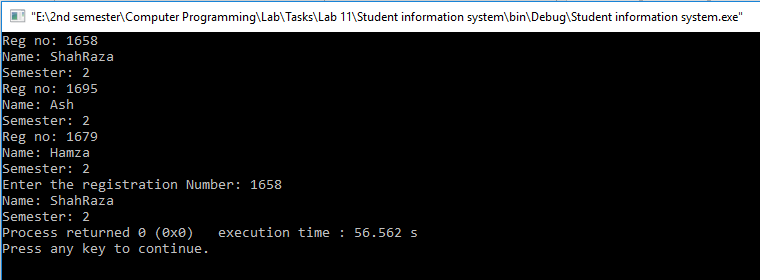 "E:\2nd semester\Computer Programming\Lab\Tasks\Lab 11\Student information system\bin\Debug\Student information system.exe"
Reg no: 1658
Name: ShahRaza
Semester: 2
Reg no: 1695
Name: Ash
Semester: 2
Reg no: 1679
Name: Hamza
Semester: 2
Enter the registration Number: 1658
Name: ShahRaza
Semester: 2
Process returned 0 (0x0)   execution time : 56.562 s
Press any key to continue.